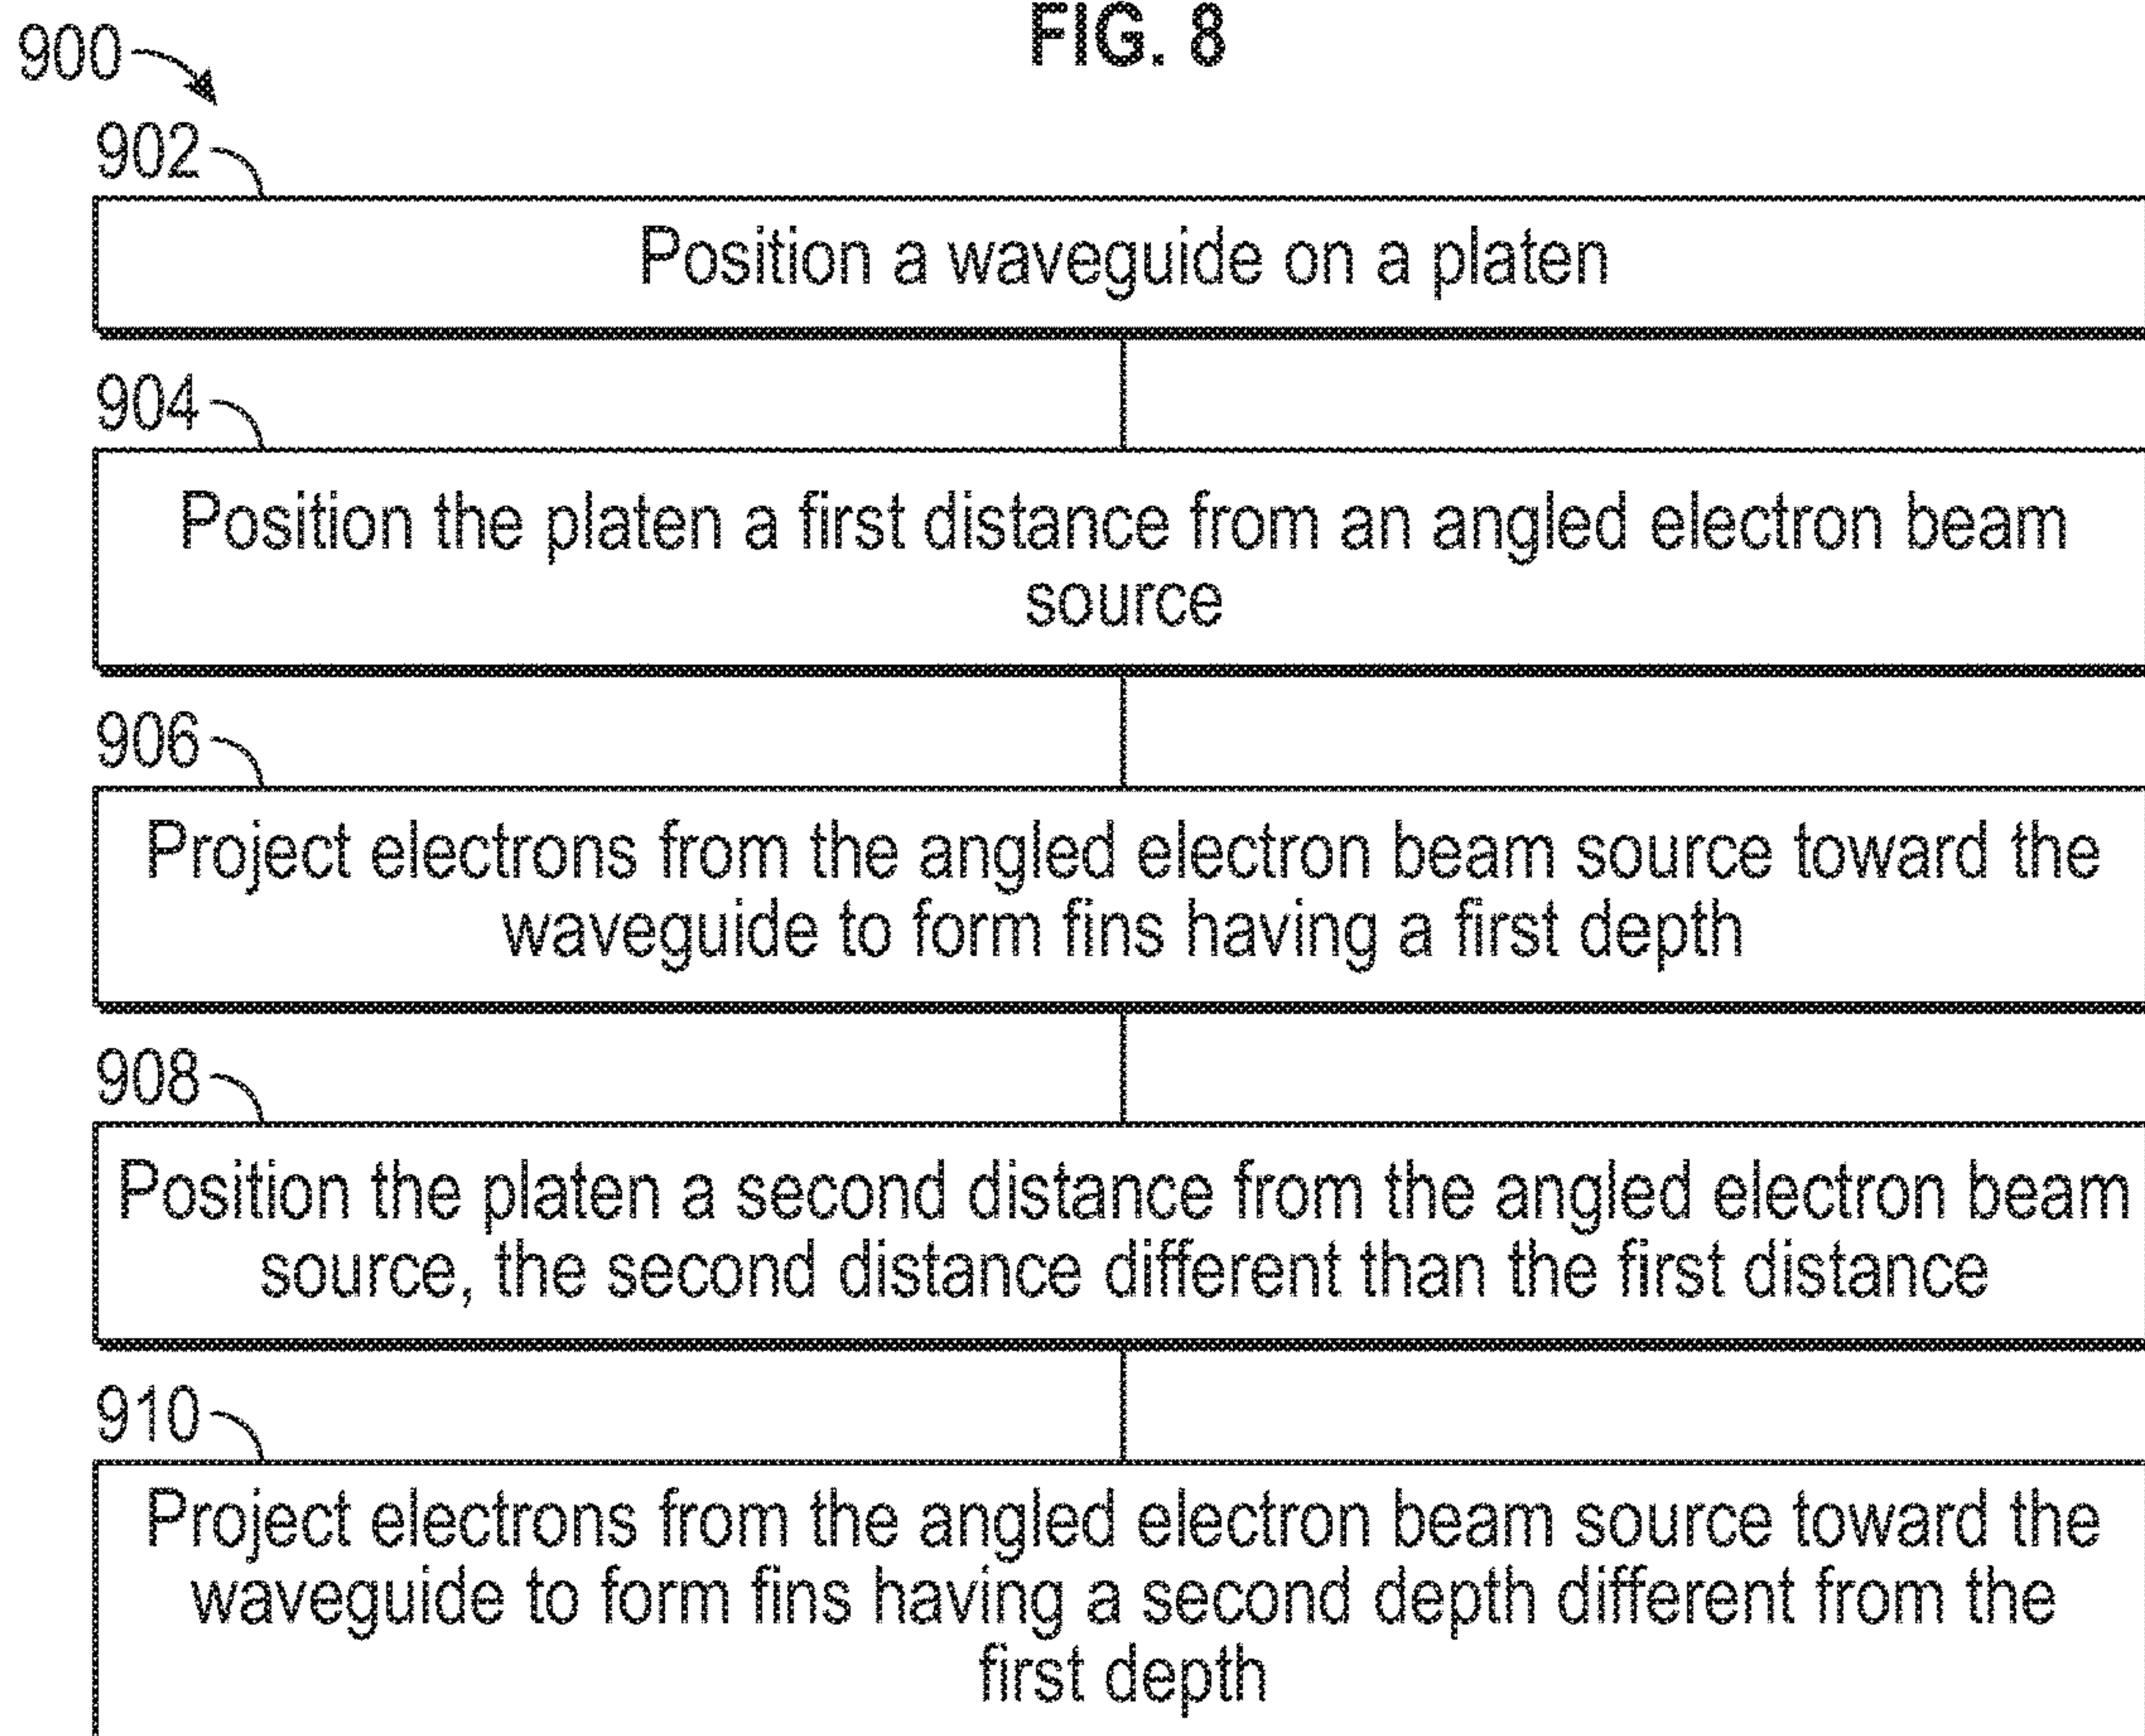 FIG. 8
900
902
Position a waveguide on a platen
904
Position the platen a first distance from an angled electron beam
source
906
Project electrons from the angled electron beam source toward the
waveguide to form fins having a first depth
908
Position the platen a second distance from the angled electron beam
source, the second distance different than the first distance
910
Project electrons from the angled electron beam source toward the
waveguide to form fins having a second depth different from the
first depth